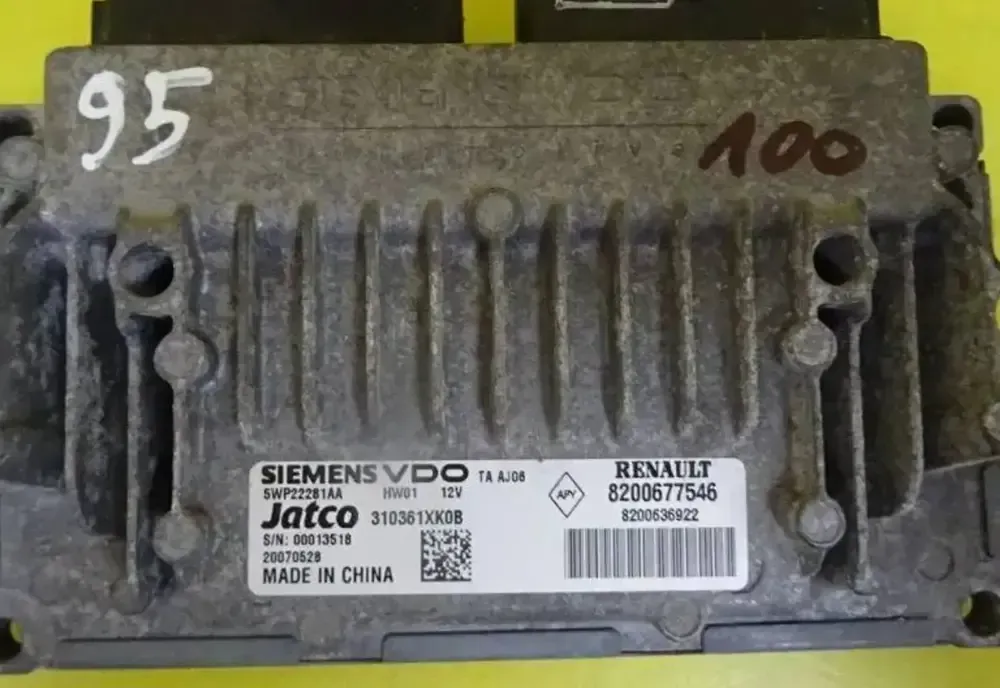 95
100
SIEMENS VDO TA AJ06
5WP22281AA HW01 12V
Jatco 310361XK0B
S/N: 00013518
20070528
MADE IN CHINA
APY
RENAULT
8200677546
8200636922